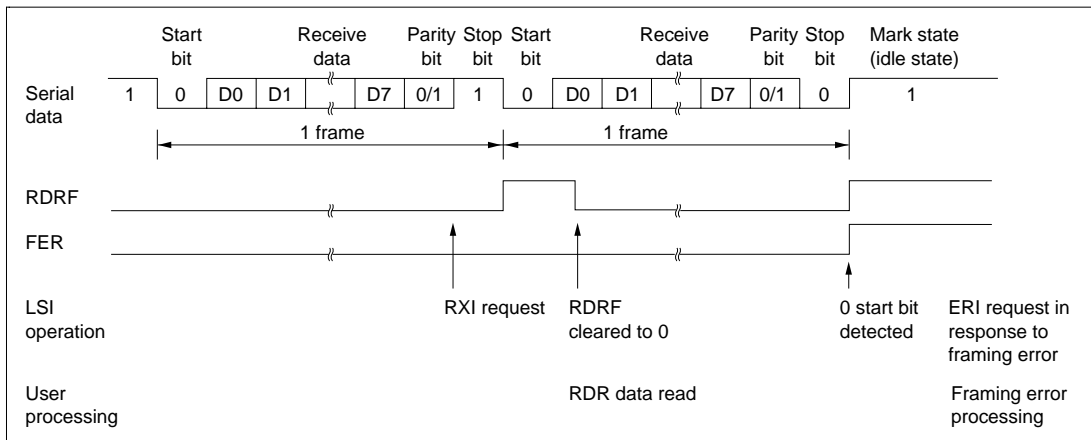 Start bit Receive data Parity bit Stop bit Start bit Receive data Parity bit Stop bit Mark state (idle state)
Serial data 1 0 D0 D1 D7 0/1 1 0 D0 D1 D7 0/1 0 1
1 frame 1 frame
RDRF
FER
LSI operation RXI request RDRF cleared to 0 0 start bit detected ERI request in response to framing error
User processing RDR data read Framing error processing